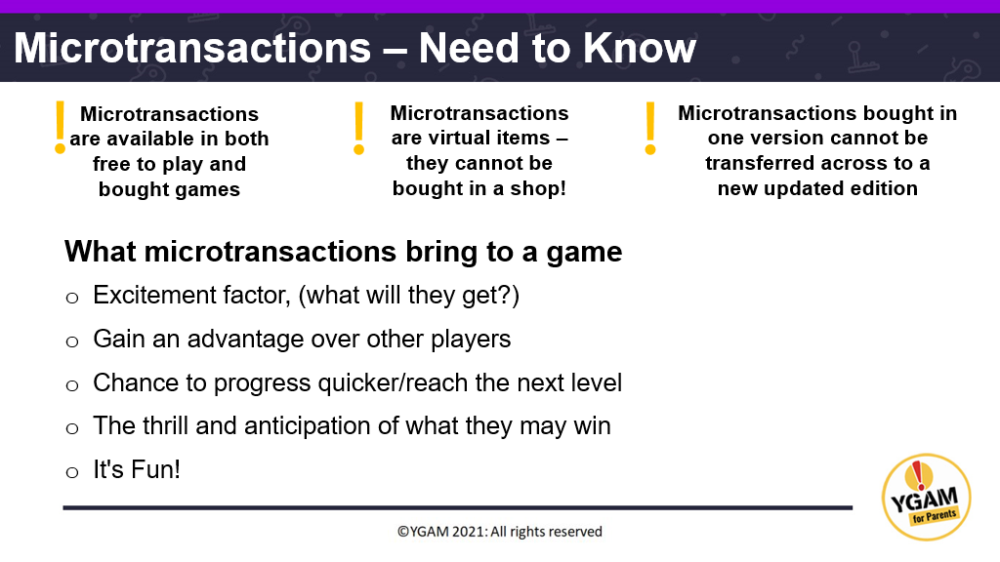 Microtransactions – Need to Know
! Microtransactions
are available in both
free to play and
bought games
! Microtransactions
are virtual items –
they cannot be
bought in a shop!
! Microtransactions bought in
one version cannot be
transferred across to a
new updated edition
What microtransactions bring to a game
o Excitement factor, (what will they get?)
o Gain an advantage over other players
o Chance to progress quicker/reach the next level
o The thrill and anticipation of what they may win
o It's Fun!
©YGAM 2021: All rights reserved
!
YGAM
for Parents